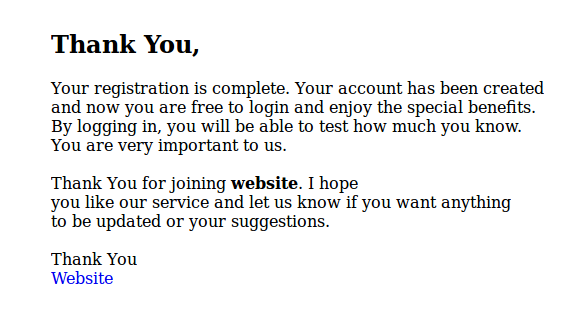 Thank You,
Your registration is complete. Your account has been created
and now you are free to login and enjoy the special benefits.
By logging in, you will be able to test how much you know.
You are very important to us.
Thank You for joining website. I hope
you like our service and let us know if you want anything
to be updated or your suggestions.
Thank You
Website